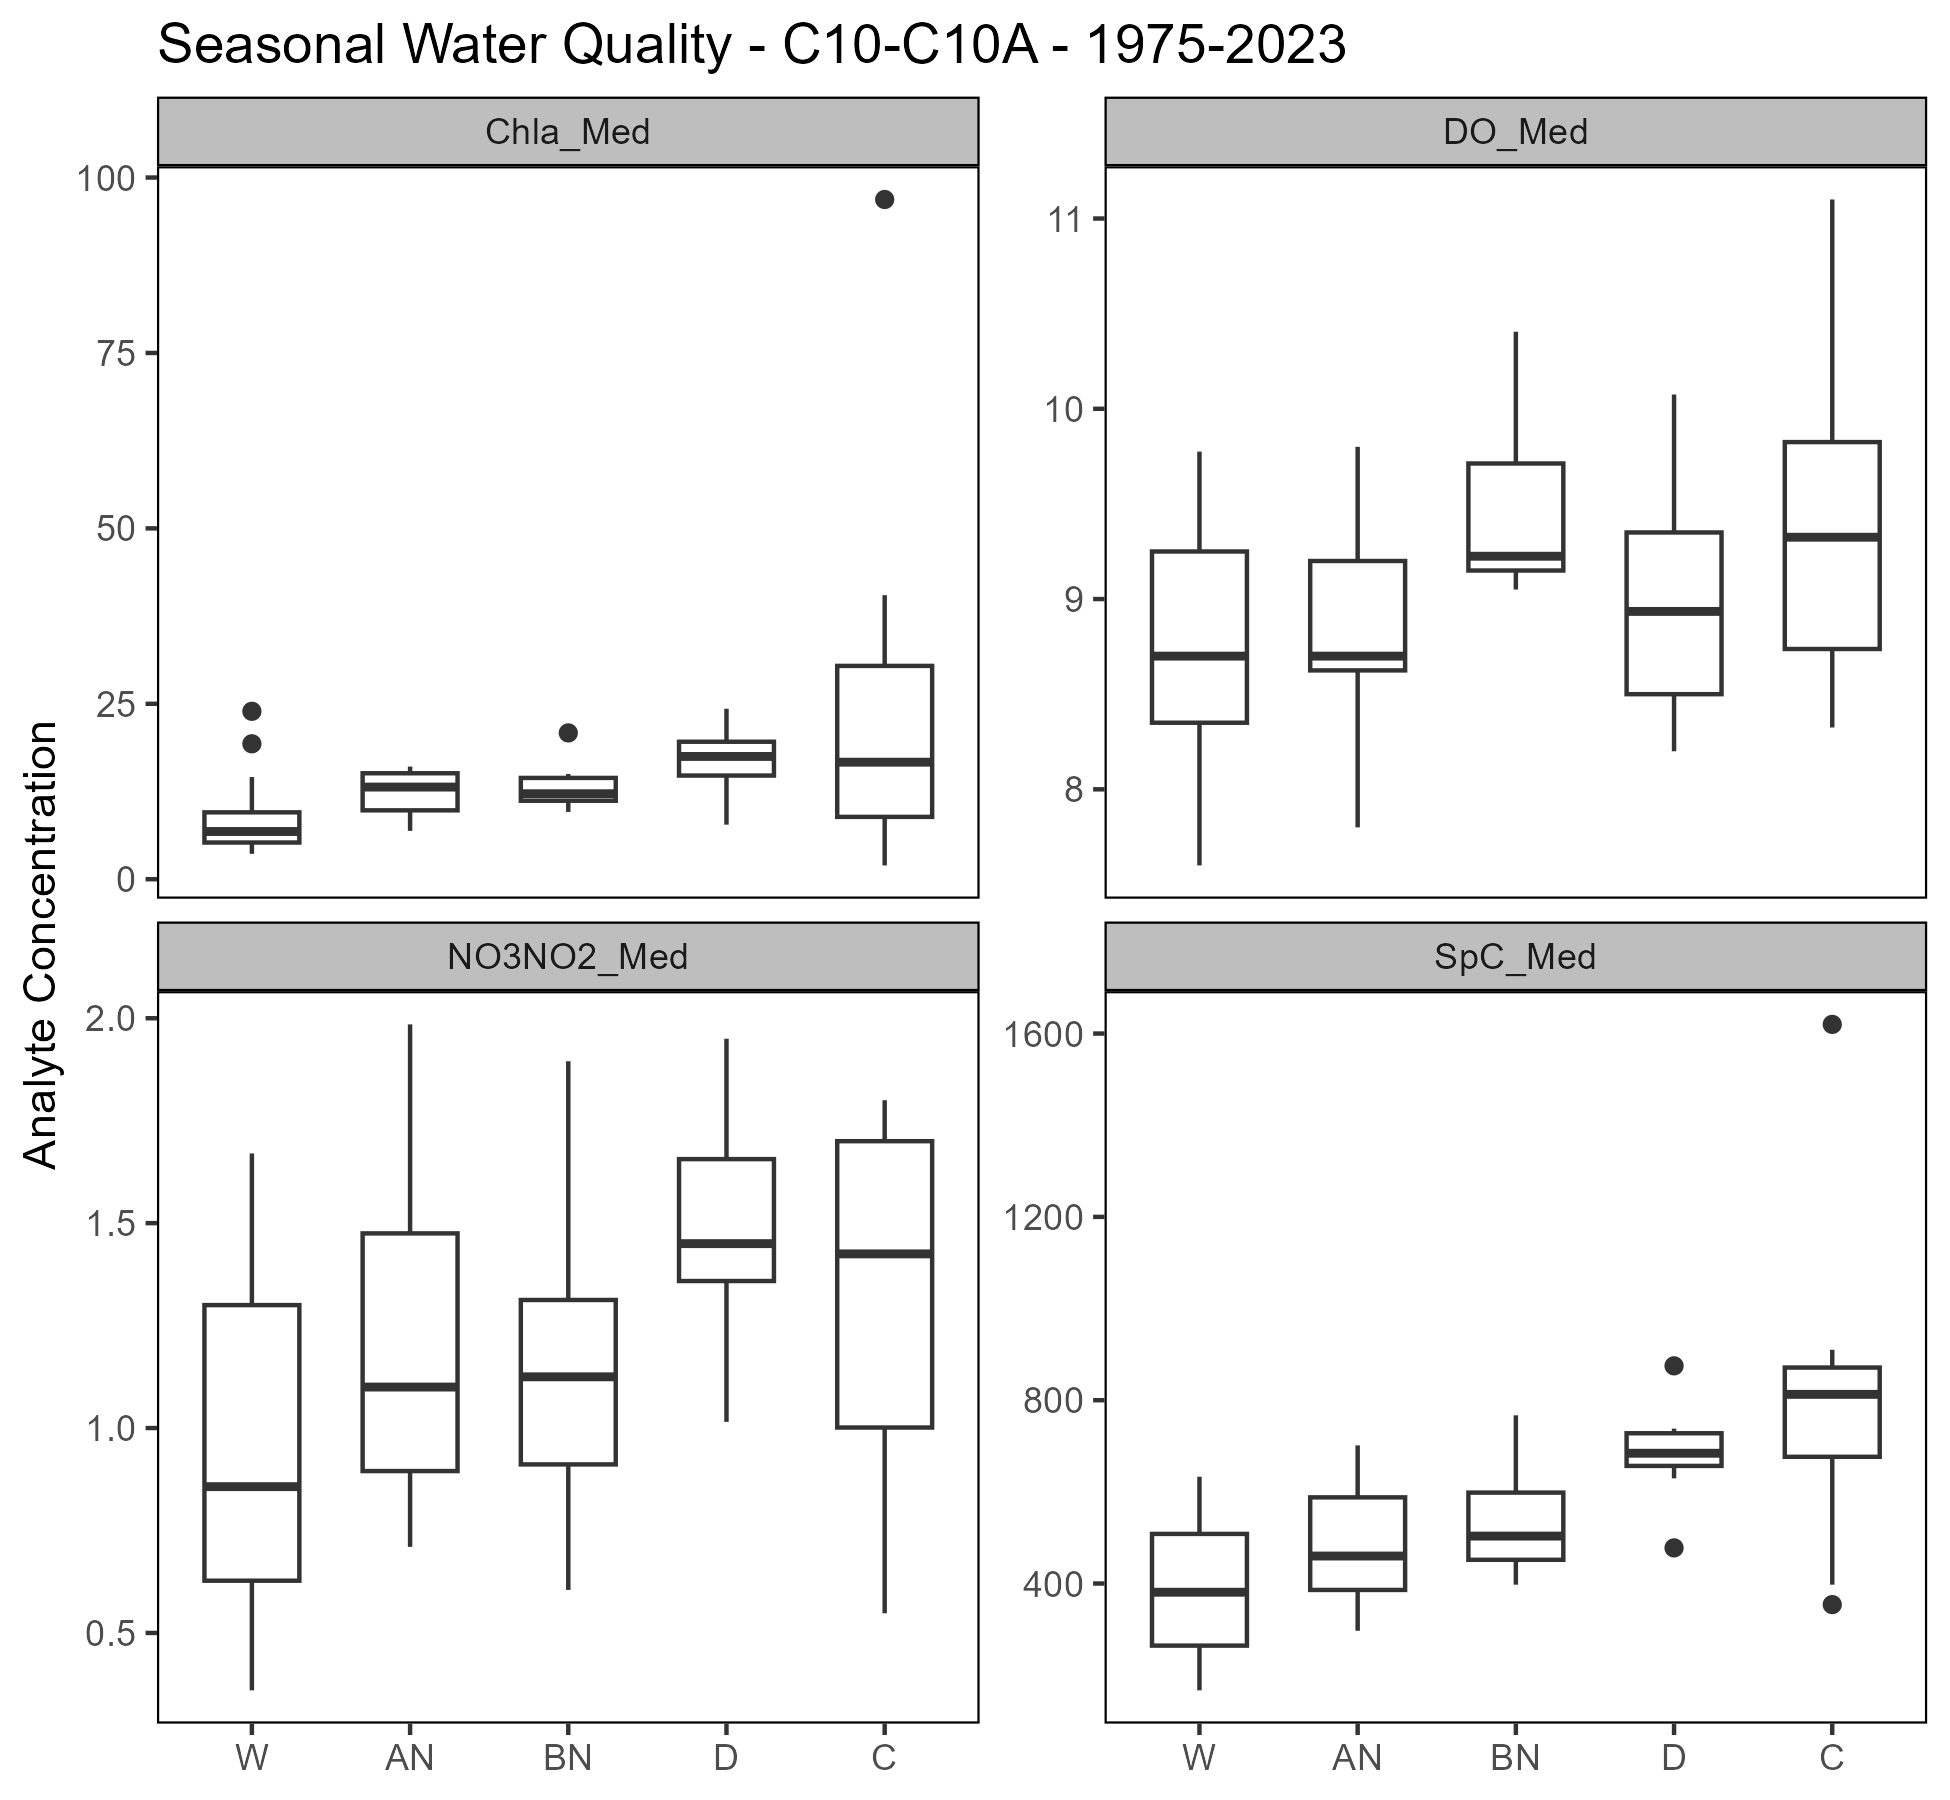 Seasonal Water Quality - C10-C10A - 1975-2023
Analyte Concentration
Chla_Med
100
75
50
25
0
DO_Med
11
10
9
8
NO3NO2_Med
2.0
1.5
1.0
0.5
W AN BN D C
SpC_Med
1600
1200
800
400
W AN BN D C